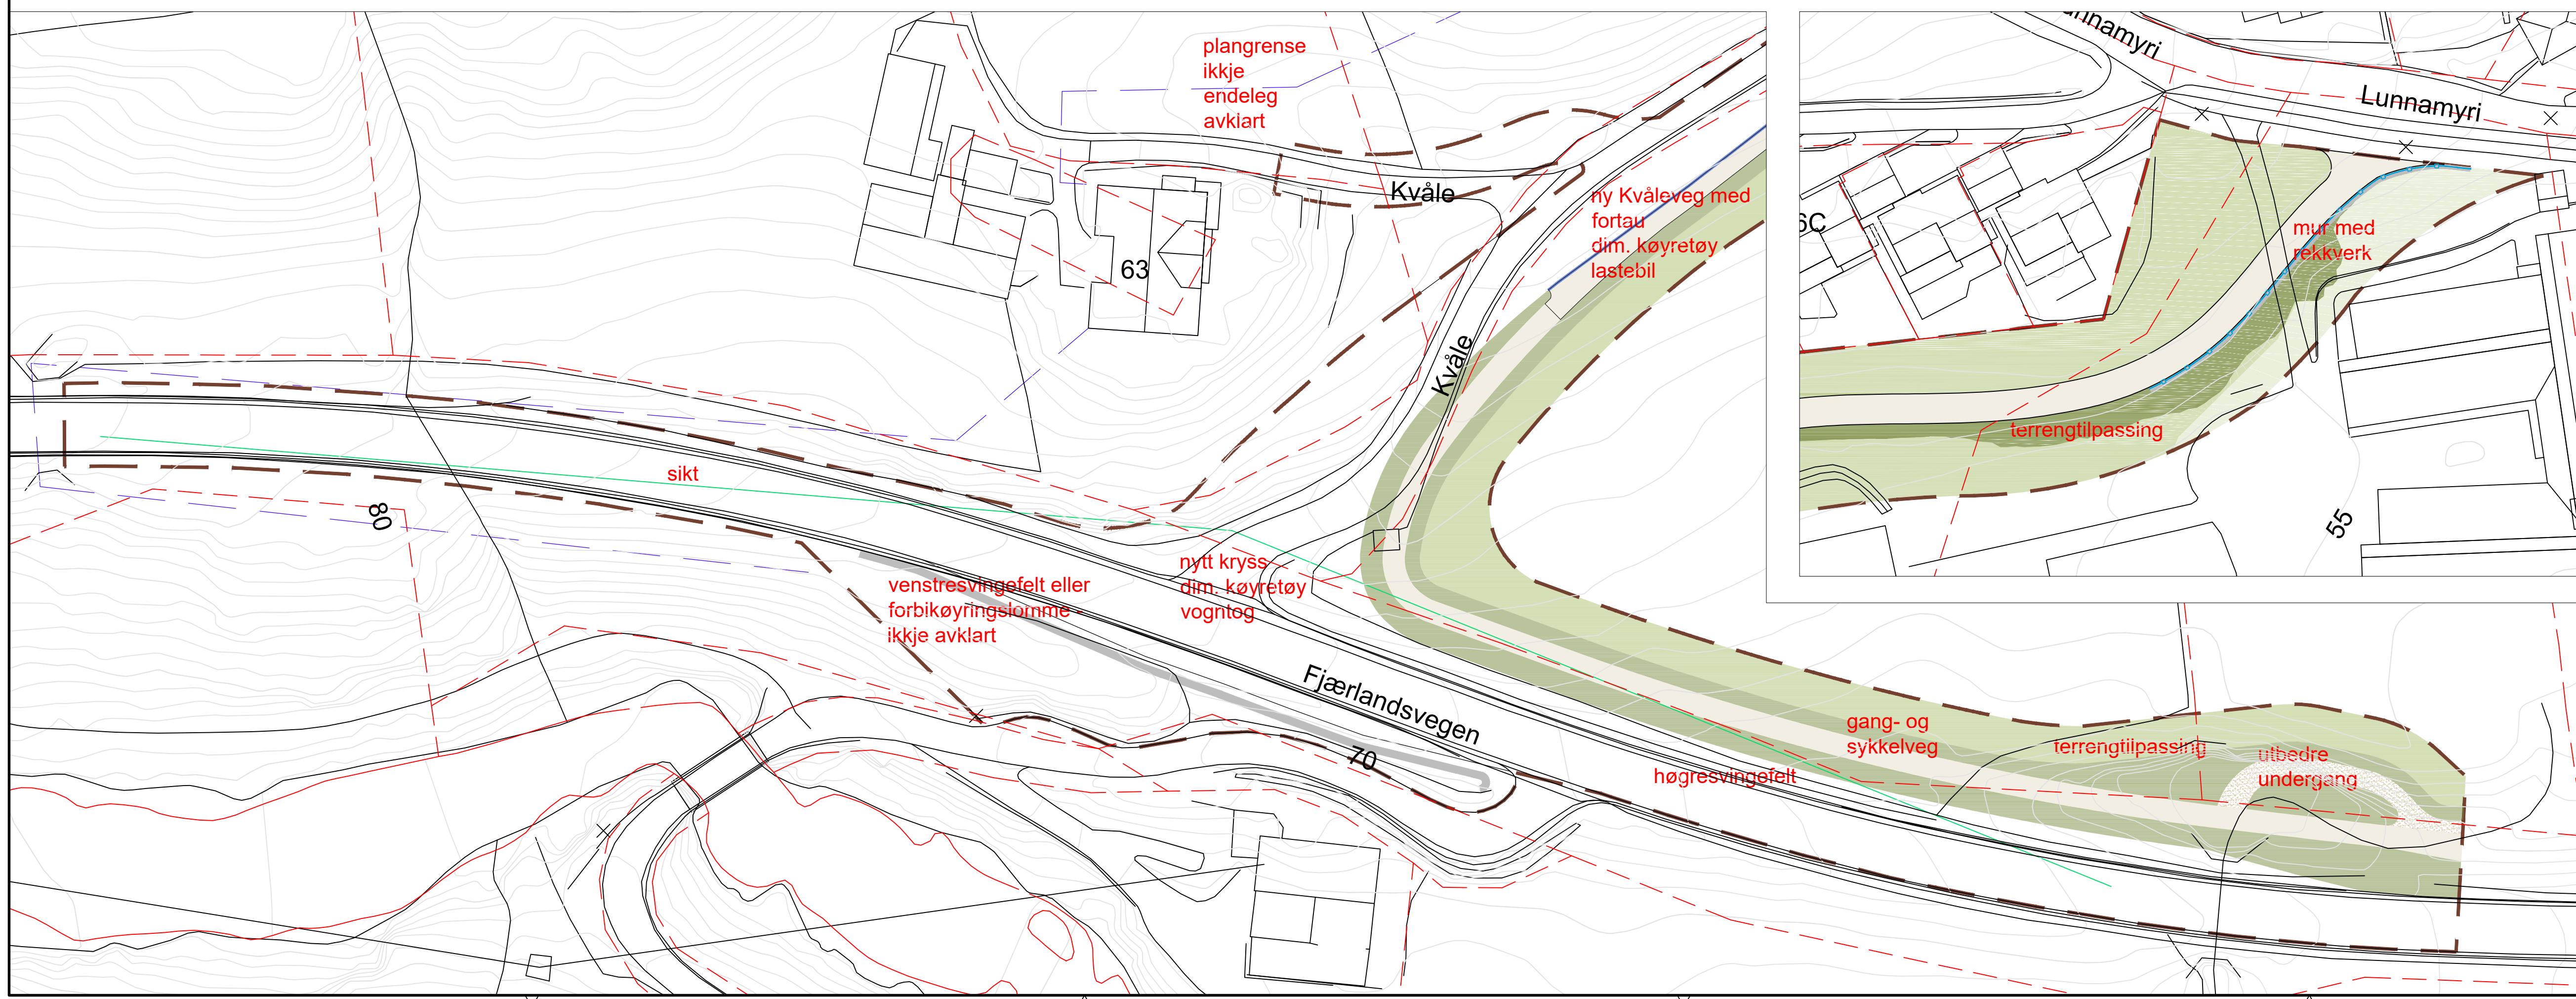 plangrense
ikkje
endeleg
avklart
Kvåle
63
ny Kvåleveg med
fortau
dim. køyretøy
lastebil
Kvåle
sikt
80
venstresvingefelt eller
forbikøyringslomme -
ikkje avklart
nytt kryss
dim. køyretøy
vogntog
Fjærlandsvegen
70
høgresvingefelt
gang- og
sykkelveg
terrengtilpassing
utbedre
undergang
Lunnamyri
6C
mur med
rekkverk
terrengtilpassing
55